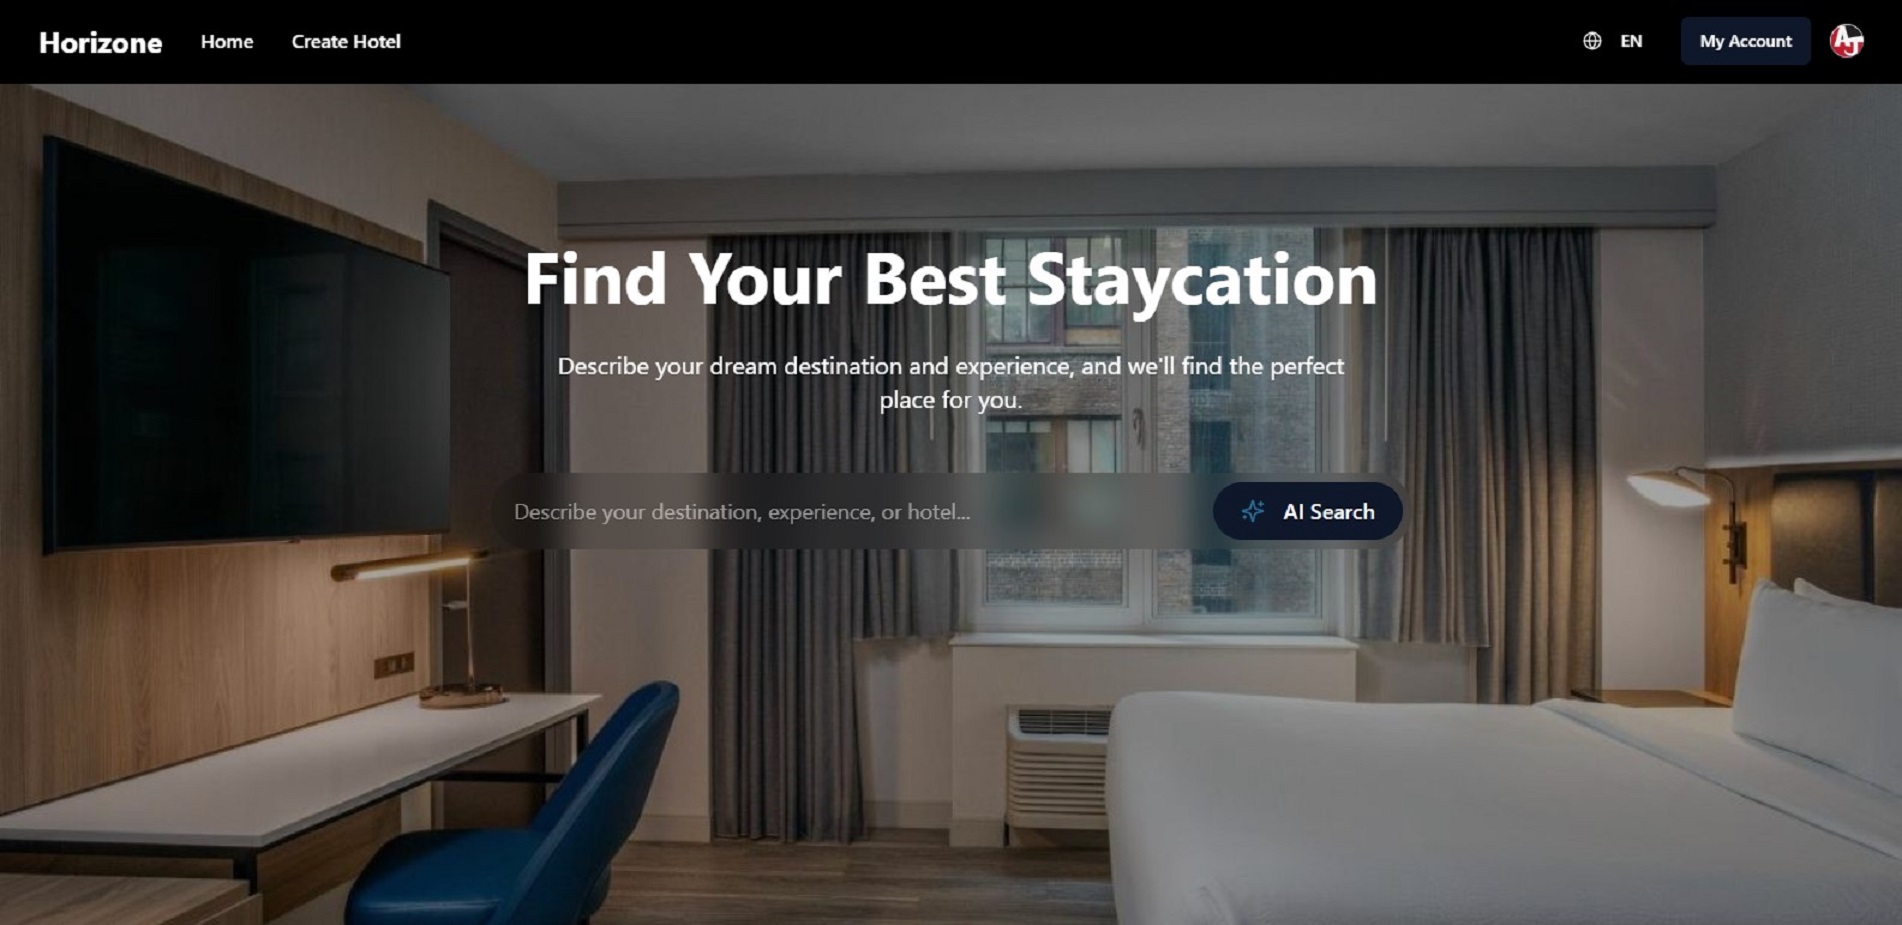 Horizone
Home
Create Hotel
EN
My Account
AJ
Find Your Best Staycation
Describe your dream destination and experience, and we'll find the perfect
place for you.
Describe your destination, experience, or hotel...
AI Search